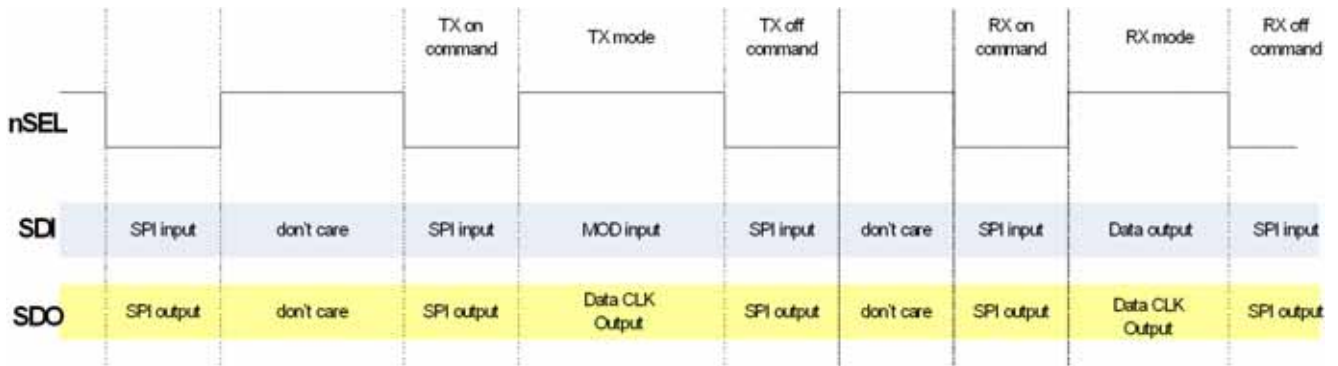 TX on command
TX mode
TX off command
RX on command
RX mode
RX off command
nSEL
SDI
SPI input
don't care
SPI input
MOD input
SPI input
don't care
SPI input
Data output
SPI input
SDO
SPI output
don't care
SPI output
Data CLK Output
SPI output
don't care
SPI output
Data CLK Output
SPI output